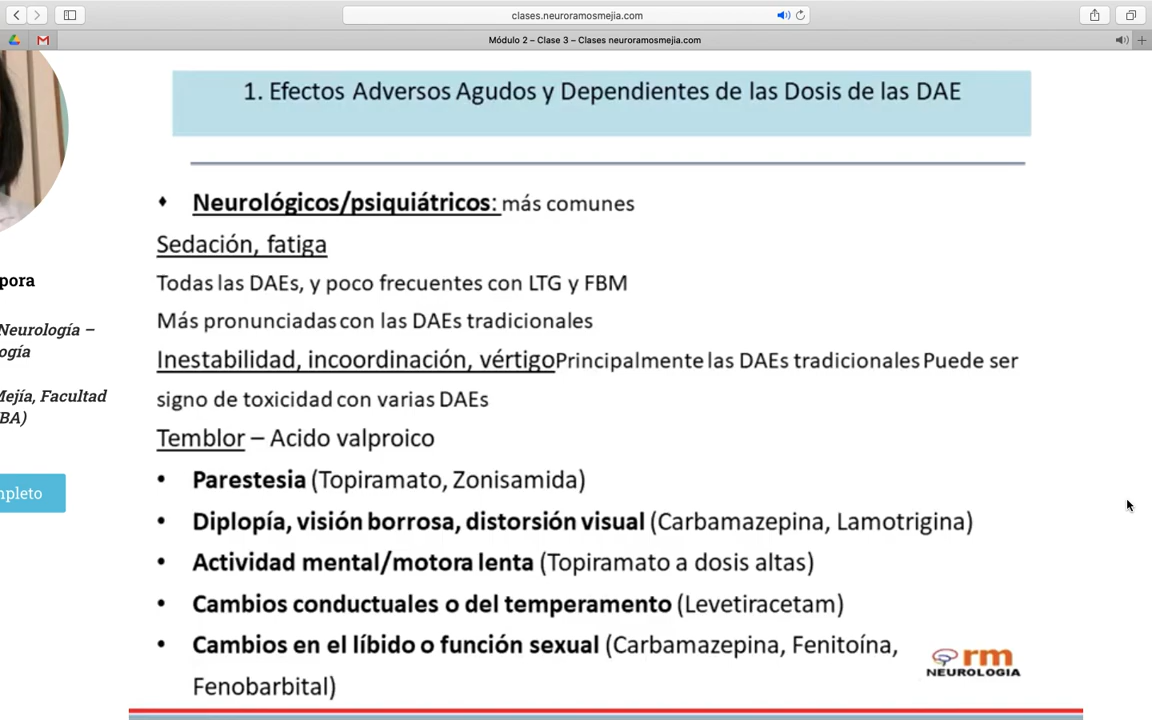 clases.neuroramosmejia.com
Módulo 2 – Clase 3 – Clases neuroramosmejia.com
1. Efectos Adversos Agudos y Dependientes de las Dosis de las DAE
Neurológicos/psiquiátricos: más comunes
Sedación, fatiga
Todas las DAEs, y poco frecuentes con LTG y FBM
Más pronunciadas con las DAEs tradicionales
Inestabilidad, incoordinación, vértigoPrincipalmente las DAEs tradicionales Puede ser
signo de toxicidad con varias DAEs
Temblor – Acido valproico
• Parestesia (Topiramato, Zonisamida)
• Diplopía, visión borrosa, distorsión visual (Carbamazepina, Lamotrigina)
• Actividad mental/motora lenta (Topiramato a dosis altas)
• Cambios conductuales o del temperamento (Levetiracetam)
• Cambios en el líbido o función sexual (Carbamazepina, Fenitoína,
Fenobarbital)
rm
NEUROLOGIA
pora
Neurología –
ogía
Mejía, Facultad
BA)
mpleto